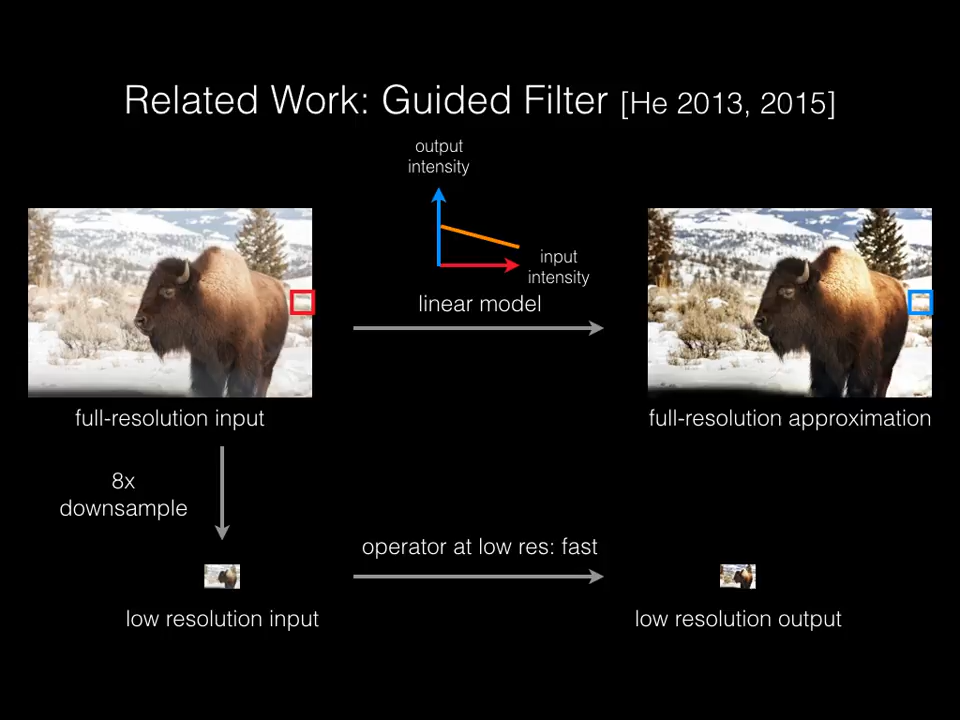 Related Work: Guided Filter [He 2013, 2015]
output
intensity
input
intensity
linear model
full-resolution input
full-resolution approximation
8x
downsample
operator at low res: fast
low resolution input
low resolution output